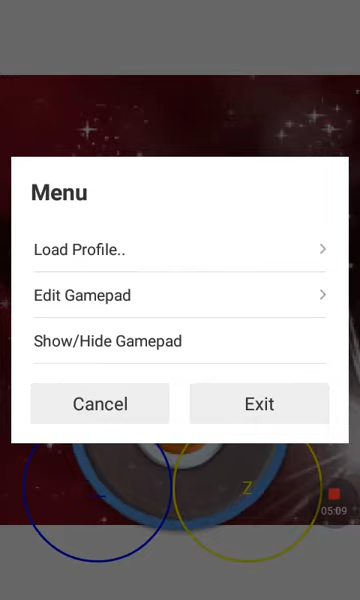 Menu
Load Profile..
Edit Gamepad
Show/Hide Gamepad
Cancel
Exit
Z
05:09